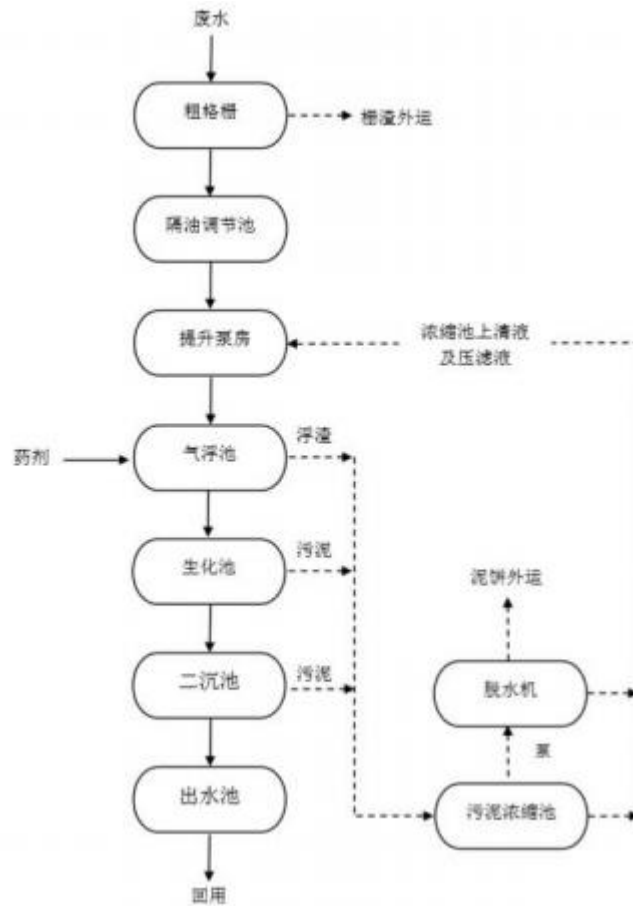 废水
粗格栅
栅渣外运
隔油调节池
提升泵房
浓缩池上清液
及压滤液
药剂
气浮池
浮渣
生化池
污泥
泥饼外运
二沉池
污泥
脱水机
泵
出水池
污泥浓缩池
回用